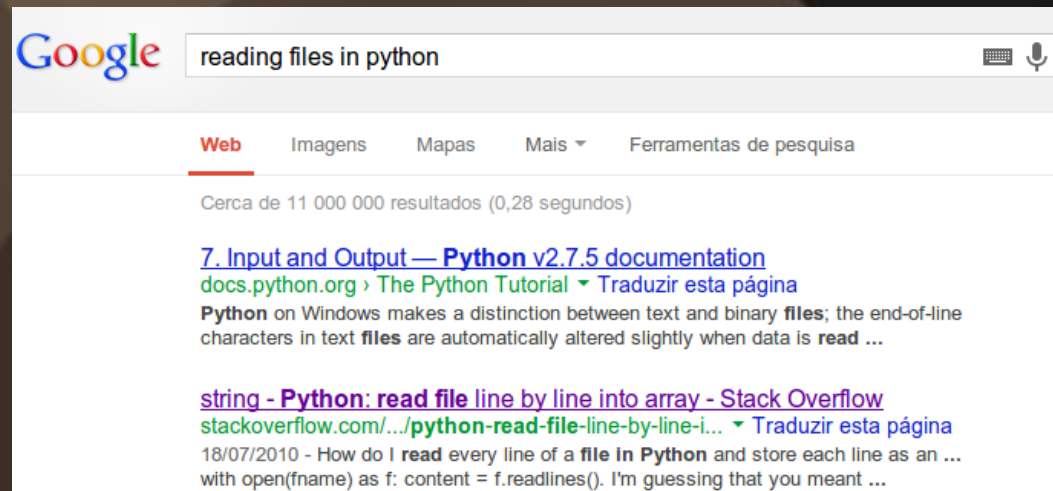 Google reading files in python
Web Imagens Mapas Mais Ferramentas de pesquisa
Cerca de 11 000 000 resultados (0,28 segundos)
7. Input and Output — Python v2.7.5 documentation
docs.python.org › The Python Tutorial Traduzir esta página
Python on Windows makes a distinction between text and binary files; the end-of-line
characters in text files are automatically altered slightly when data is read ...
string - Python: read file line by line into array - Stack Overflow
stackoverflow.com/.../python-read-file-line-by-line-i... Traduzir esta página
18/07/2010 - How do I read every line of a file in Python and store each line as an ...
with open(fname) as f: content = f.readlines(). I'm guessing that you meant ...